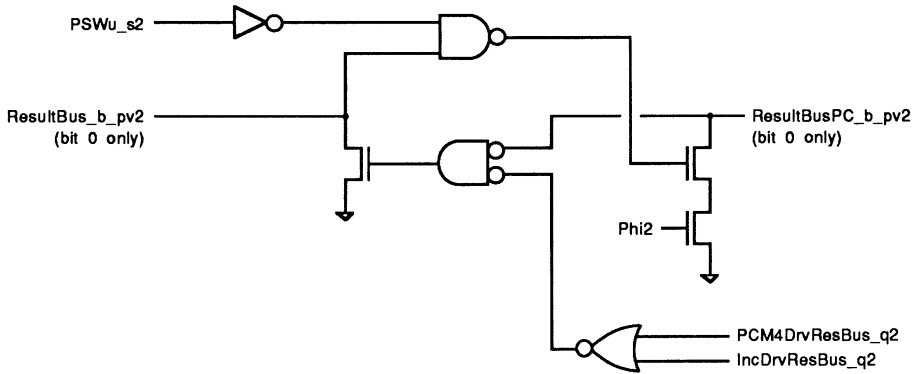 PSWu_s2
ResultBus_b_pv2
(bit 0 only)
ResultBusPC_b_pv2
(bit 0 only)
Phi2
PCM4DrvResBus_q2
IncDrvResBus_q2